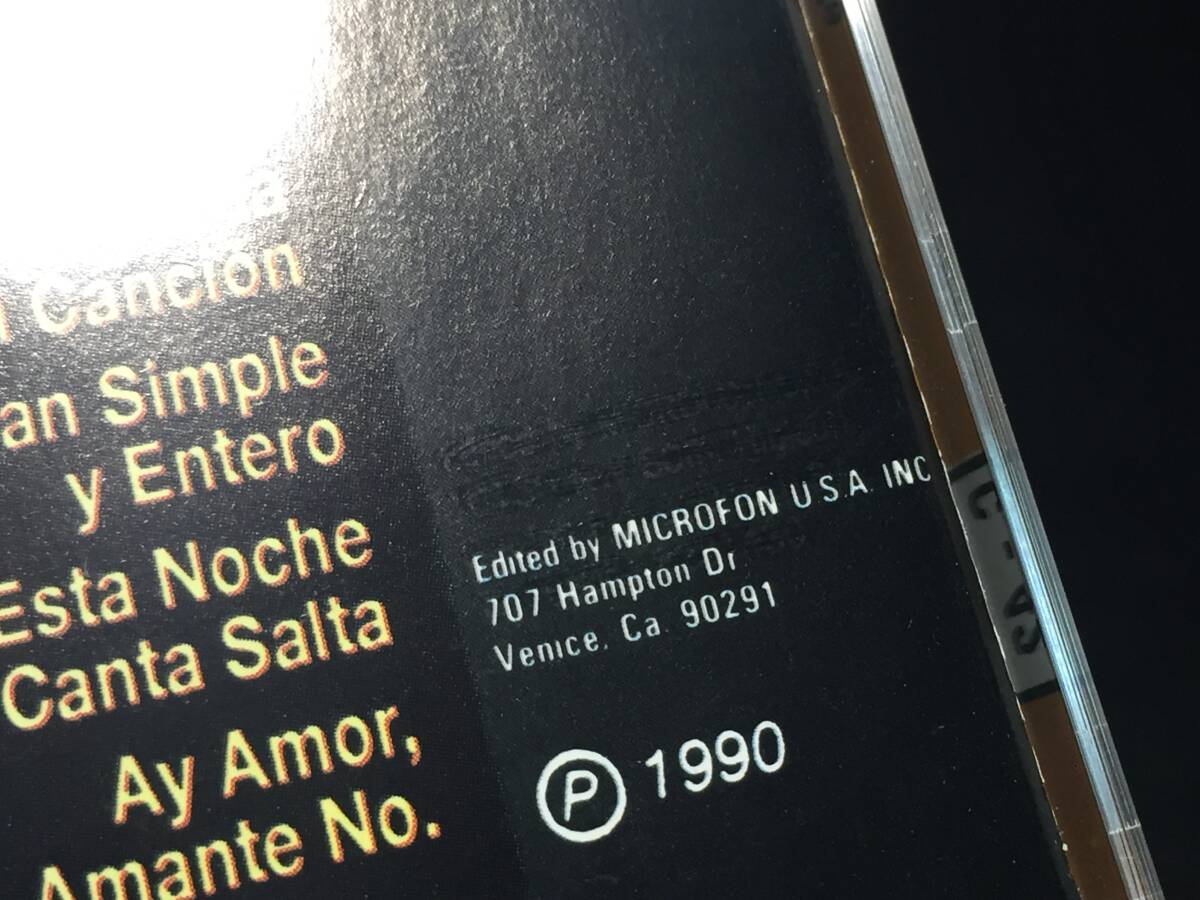 Canción
Simple
y Entero
Esta Noche
Canta Salta
Ay Amor,
Amante No.
Edited by MICROFON U.S.A. INC
707 Hampton Dr
Venice, Ca. 90291
Ⓟ 1990